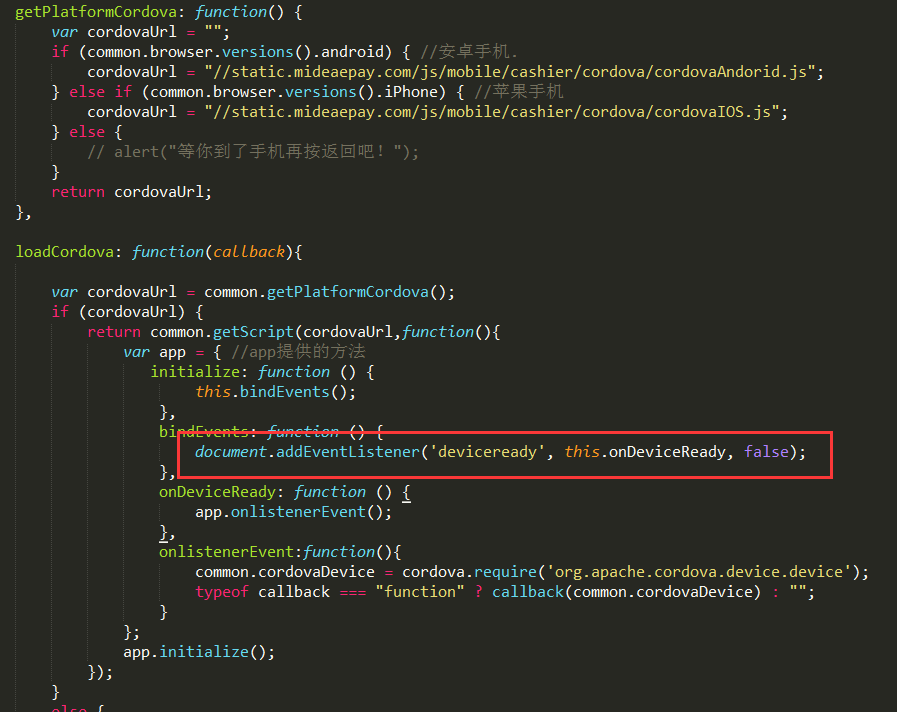 getPlatformCordova: function() {
var cordovaUrl = "";
if (common.browser.versions().android) { //安卓手机.
cordovaUrl = "//static.mideaepay.com/js/mobile/cashier/cordova/cordovaAndorid.js";
} else if (common.browser.versions().iPhone) { //苹果手机
cordovaUrl = "//static.mideaepay.com/js/mobile/cashier/cordova/cordovaIOS.js";
} else {
// alert("等你到了手机再按返回吧！");
}
return cordovaUrl;
},
loadCordova: function(callback){
var cordovaUrl = common.getPlatformCordova();
if (cordovaUrl) {
return common.getScript(cordovaUrl,function(){
var app = { //app提供的方法
initialize: function () {
this.bindEvents();
},
bindEvents: function () {
document.addEventListener('deviceready', this.onDeviceReady, false);
},
onDeviceReady: function () {
app.onlistenerEvent();
},
onlistenerEvent:function(){
common.cordovaDevice = cordova.require('org.apache.cordova.device.device');
typeof callback === "function" ? callback(common.cordovaDevice) : "";
}
};
app.initialize();
});
}
else {